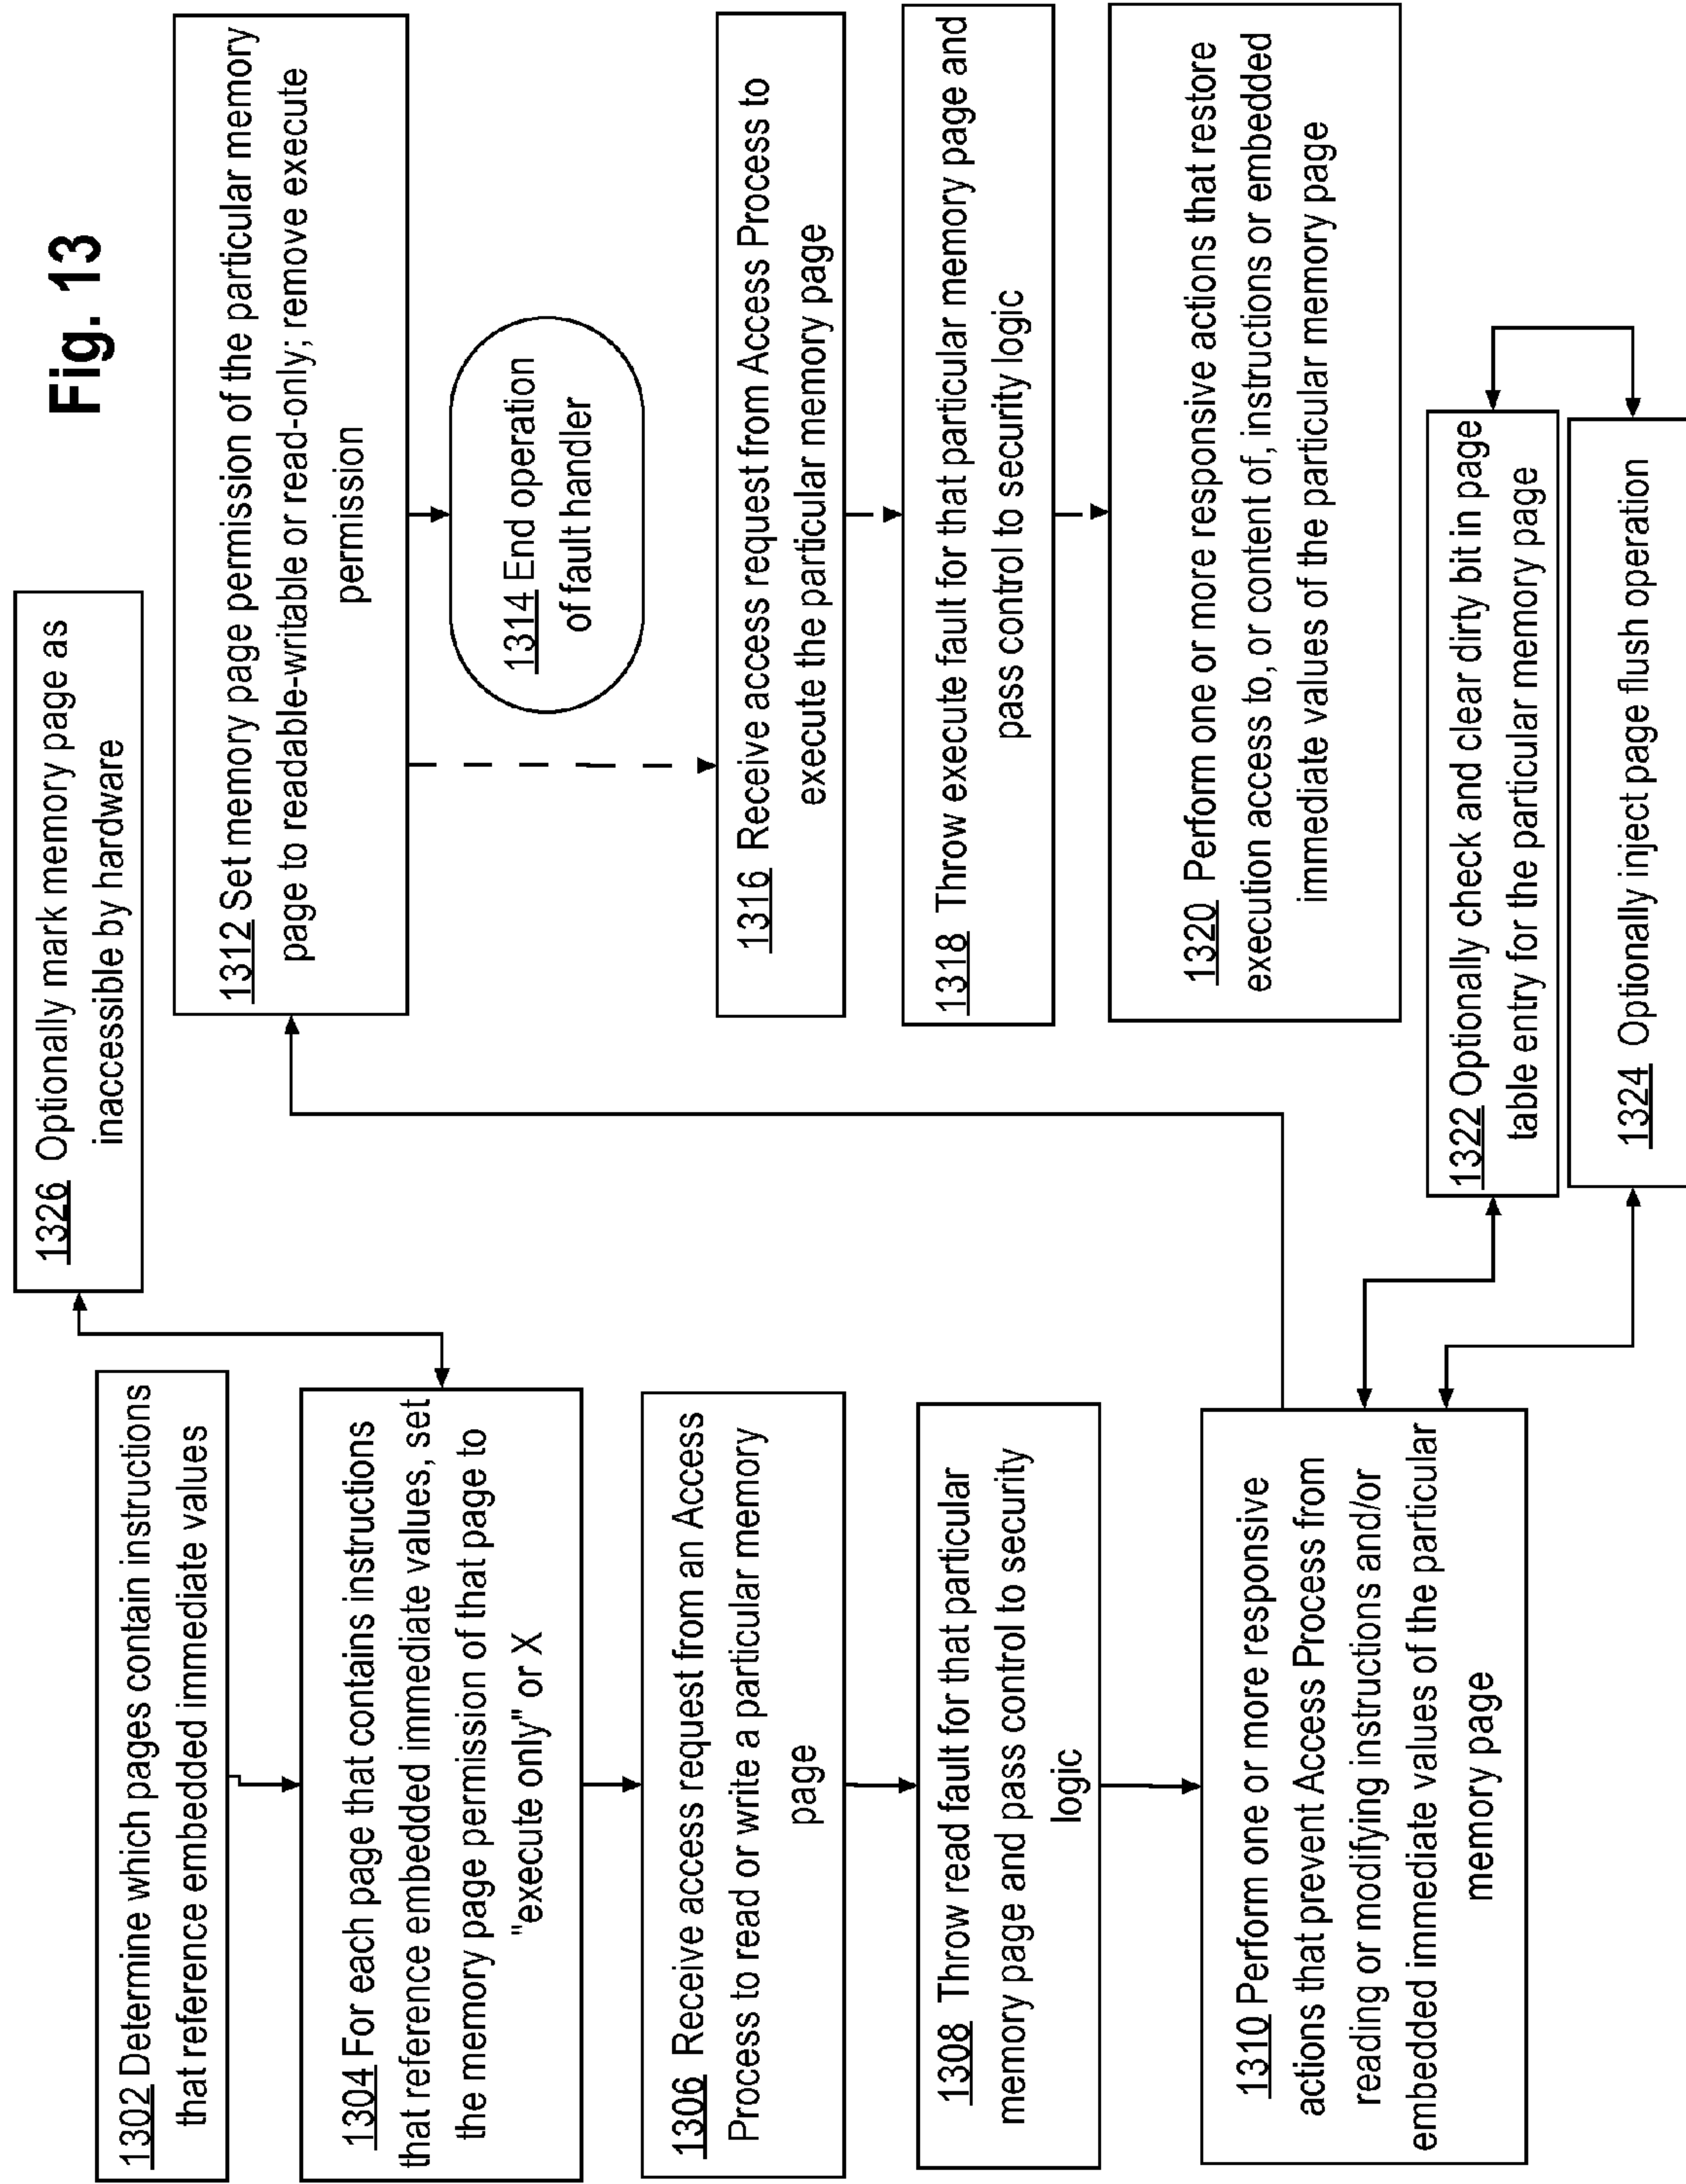 Fig. 13
1302 Determine which pages contain instructions
that reference embedded immediate values
1304 For each page that contains instructions
that reference embedded immediate values, set
the memory page permission of that page to
"execute only" or X
1306 Receive access request from an Access
Process to read or write a particular memory
page
1308 Throw read fault for that particular
memory page and pass control to security
logic
1310 Perform one or more responsive
actions that prevent Access Process from
reading or modifying instructions and/or
embedded immediate values of the particular
memory page
1326 Optionally mark memory page as
inaccessible by hardware
1312 Set memory page permission of the particular memory
page to readable-writable or read-only; remove execute
permission
1314 End operation
of fault handler
1316 Receive access request from Access Process to
execute the particular memory page
1318 Throw execute fault for that particular memory page and
pass control to security logic
1320 Perform one or more responsive actions that restore
execution access to, or content of, instructions or embedded
immediate values of the particular memory page
1322 Optionally check and clear dirty bit in page
table entry for the particular memory page
1324 Optionally inject page flush operation